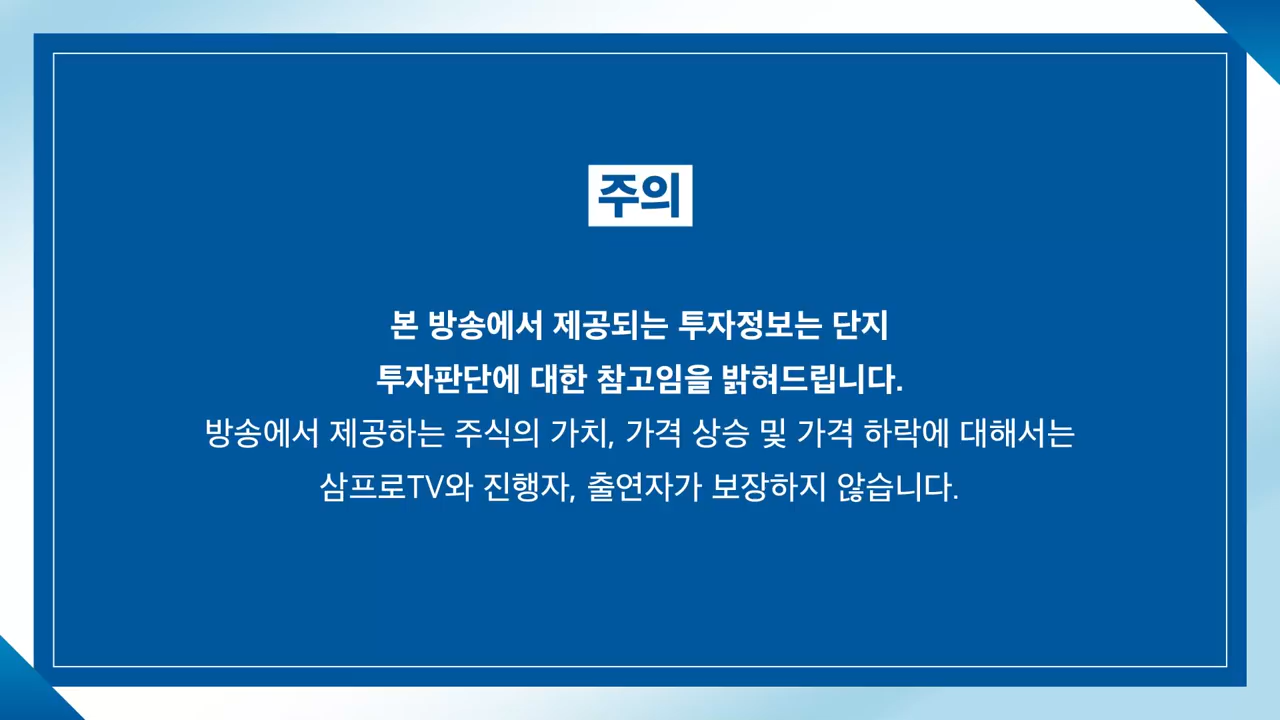 주의
본 방송에서 제공되는 투자정보는 단지
투자판단에 대한 참고임을 밝혀드립니다.
방송에서 제공하는 주식의 가치, 가격 상승 및 가격 하락에 대해서는
삼프로TV와 진행자, 출연자가 보장하지 않습니다.